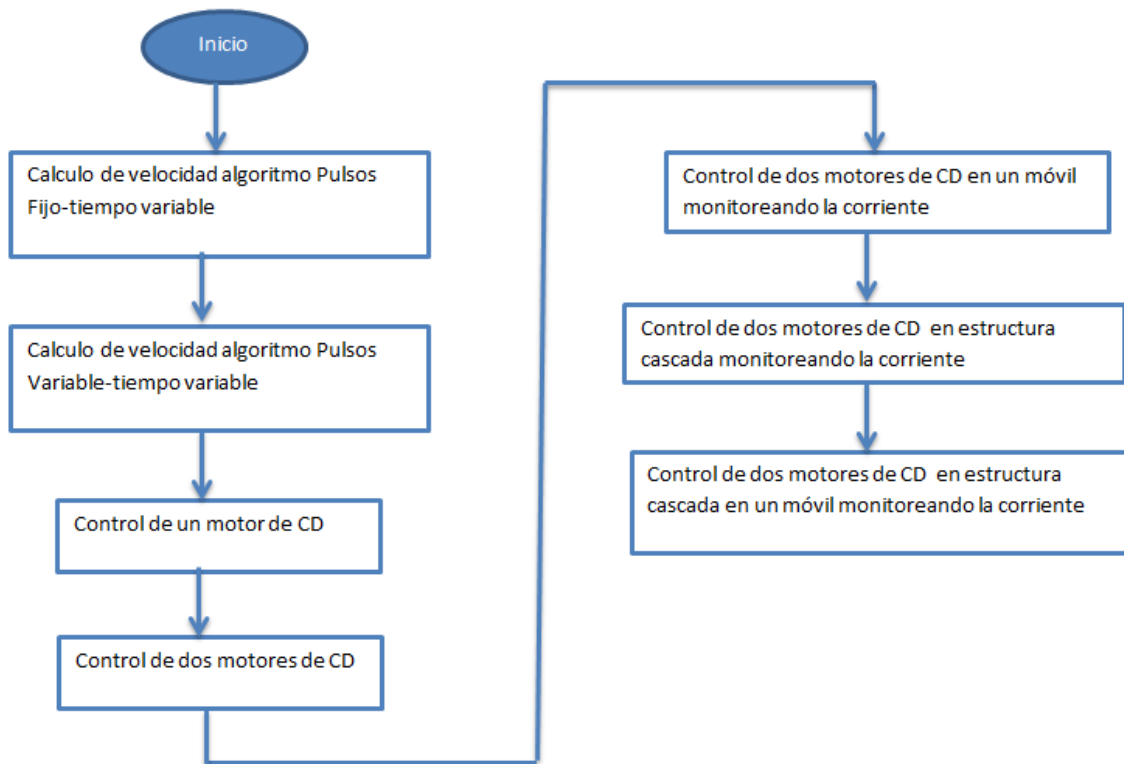 Inicio
Calculo de velocidad algoritmo Pulsos
Fijo-tiempo variable
Calculo de velocidad algoritmo Pulsos
Variable-tiempo variable
Control de un motor de CD
Control de dos motores de CD
Control de dos motores de CD en un móvil
monitoreando la corriente
Control de dos motores de CD en estructura
cascada monitoreando la corriente
Control de dos motores de CD en estructura
cascada en un móvil monitoreando la corriente